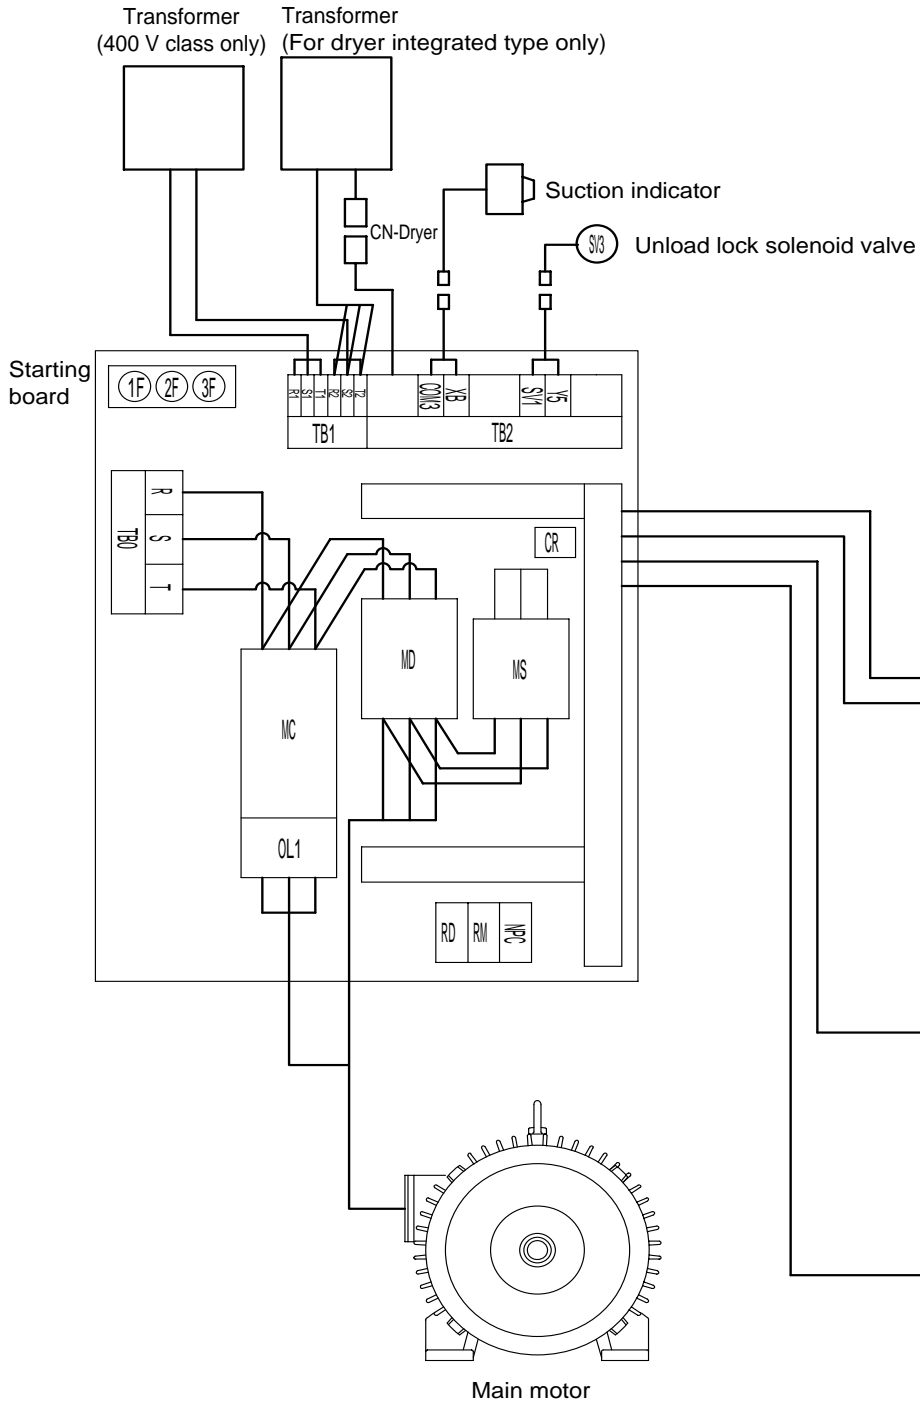 Transformer
(400 V class only)
Transformer
(For dryer integrated type only)
Suction indicator
CN-Dryer
SV3
Unload lock solenoid valve
Starting
board
1F
2F
3F
R1
S1
T1
R2
S2
T2
COM3
XB
SV1
Y5
TB1
TB2
R
S
T
TB0
CR
MD
MS
MC
OL1
RD
RM
NPC
Main motor